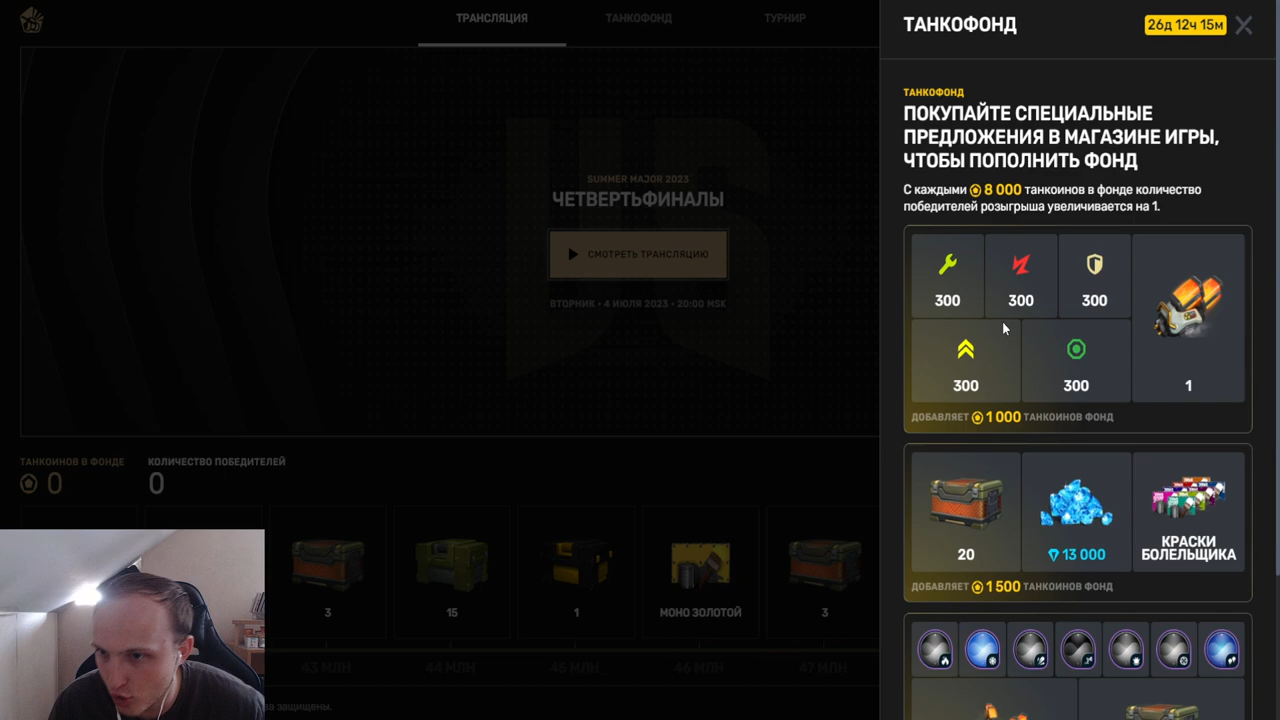 ТРАНСЛЯЦИЯ
ТАНКОФОНД
ТУРНИР
SUMMER MAJOR 2023
ЧЕТВЕРТЬФИНАЛЫ
СМОТРЕТЬ ТРАНСЛЯЦИЮ
ВТОРНИК • 4 ИЮЛЯ 2023 • 20:00 MSK
ТАНКОИНОВ В ФОНДЕ
0
КОЛИЧЕСТВО ПОБЕДИТЕЛЕЙ
0
3
15
1
МОНО ЗОЛОТОЙ
3
43 МЛН
44 МЛН
45 МЛН
46 МЛН
47 МЛН
ЗАЩИЩЕНЫ.
ТАНКОФОНД
26д 12ч 15м
ТАНКОФОНД
ПОКУПАЙТЕ СПЕЦИАЛЬНЫЕ
ПРЕДЛОЖЕНИЯ В МАГАЗИНЕ ИГРЫ,
ЧТОБЫ ПОПОЛНИТЬ ФОНД
С каждыми 8 000 танкоинов в фонде количество
победителей розыгрыша увеличивается на 1.
300
300
300
300
300
1
ДОБАВЛЯЕТ 1 000 ТАНКОИНОВ ФОНД
20
13 000
КРАСКИ
БОЛЕЛЬЩИКА
ДОБАВЛЯЕТ 1 500 ТАНКОИНОВ ФОНД